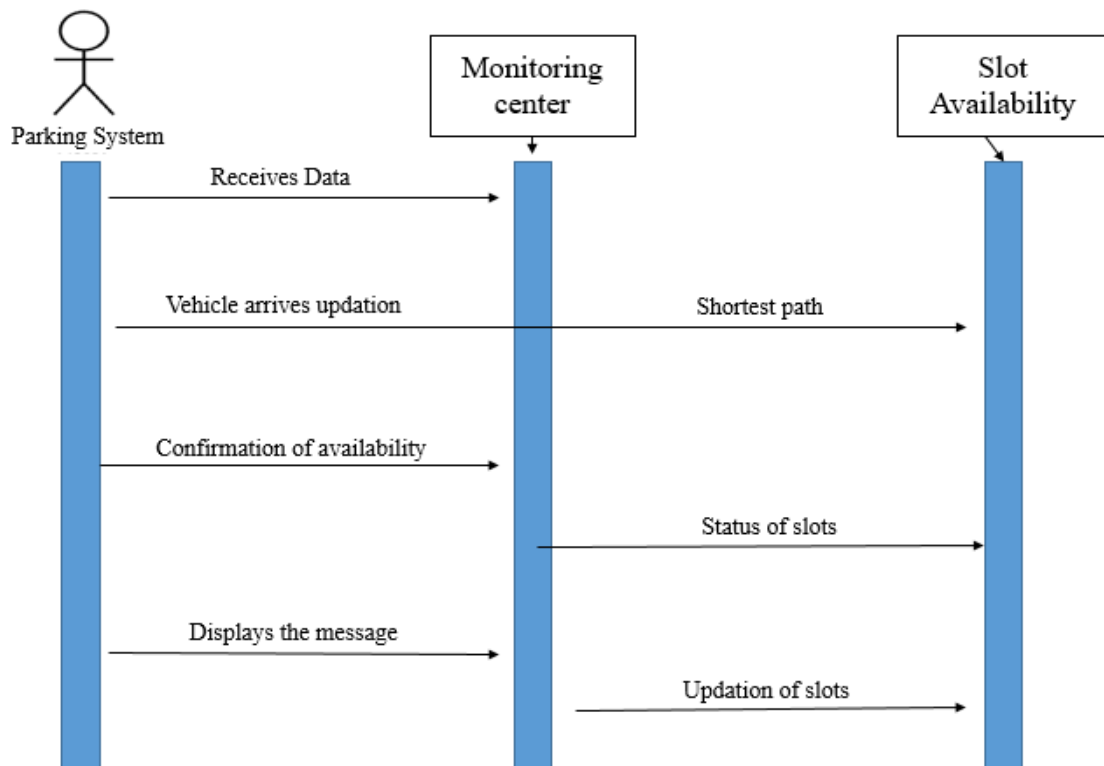 Monitoring
center
Slot
Availability
Parking System
Receives Data
Vehicle arrives updation
Shortest path
Confirmation of availability
Status of slots
Displays the message
Updation of slots